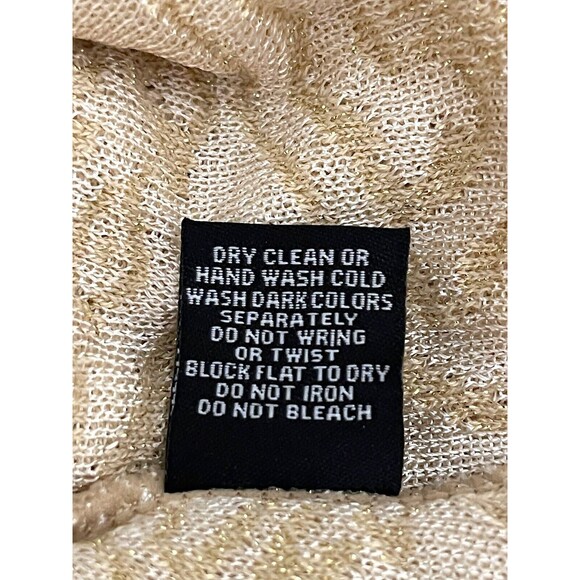 DRY CLEAN OR
HAND WASH COLD
WASH DARK COLORS
SEPARATELY
DO NOT WRING
OR TWIST
BLOCK FLAT TO DRY
DO NOT IRON
DO NOT BLEACH